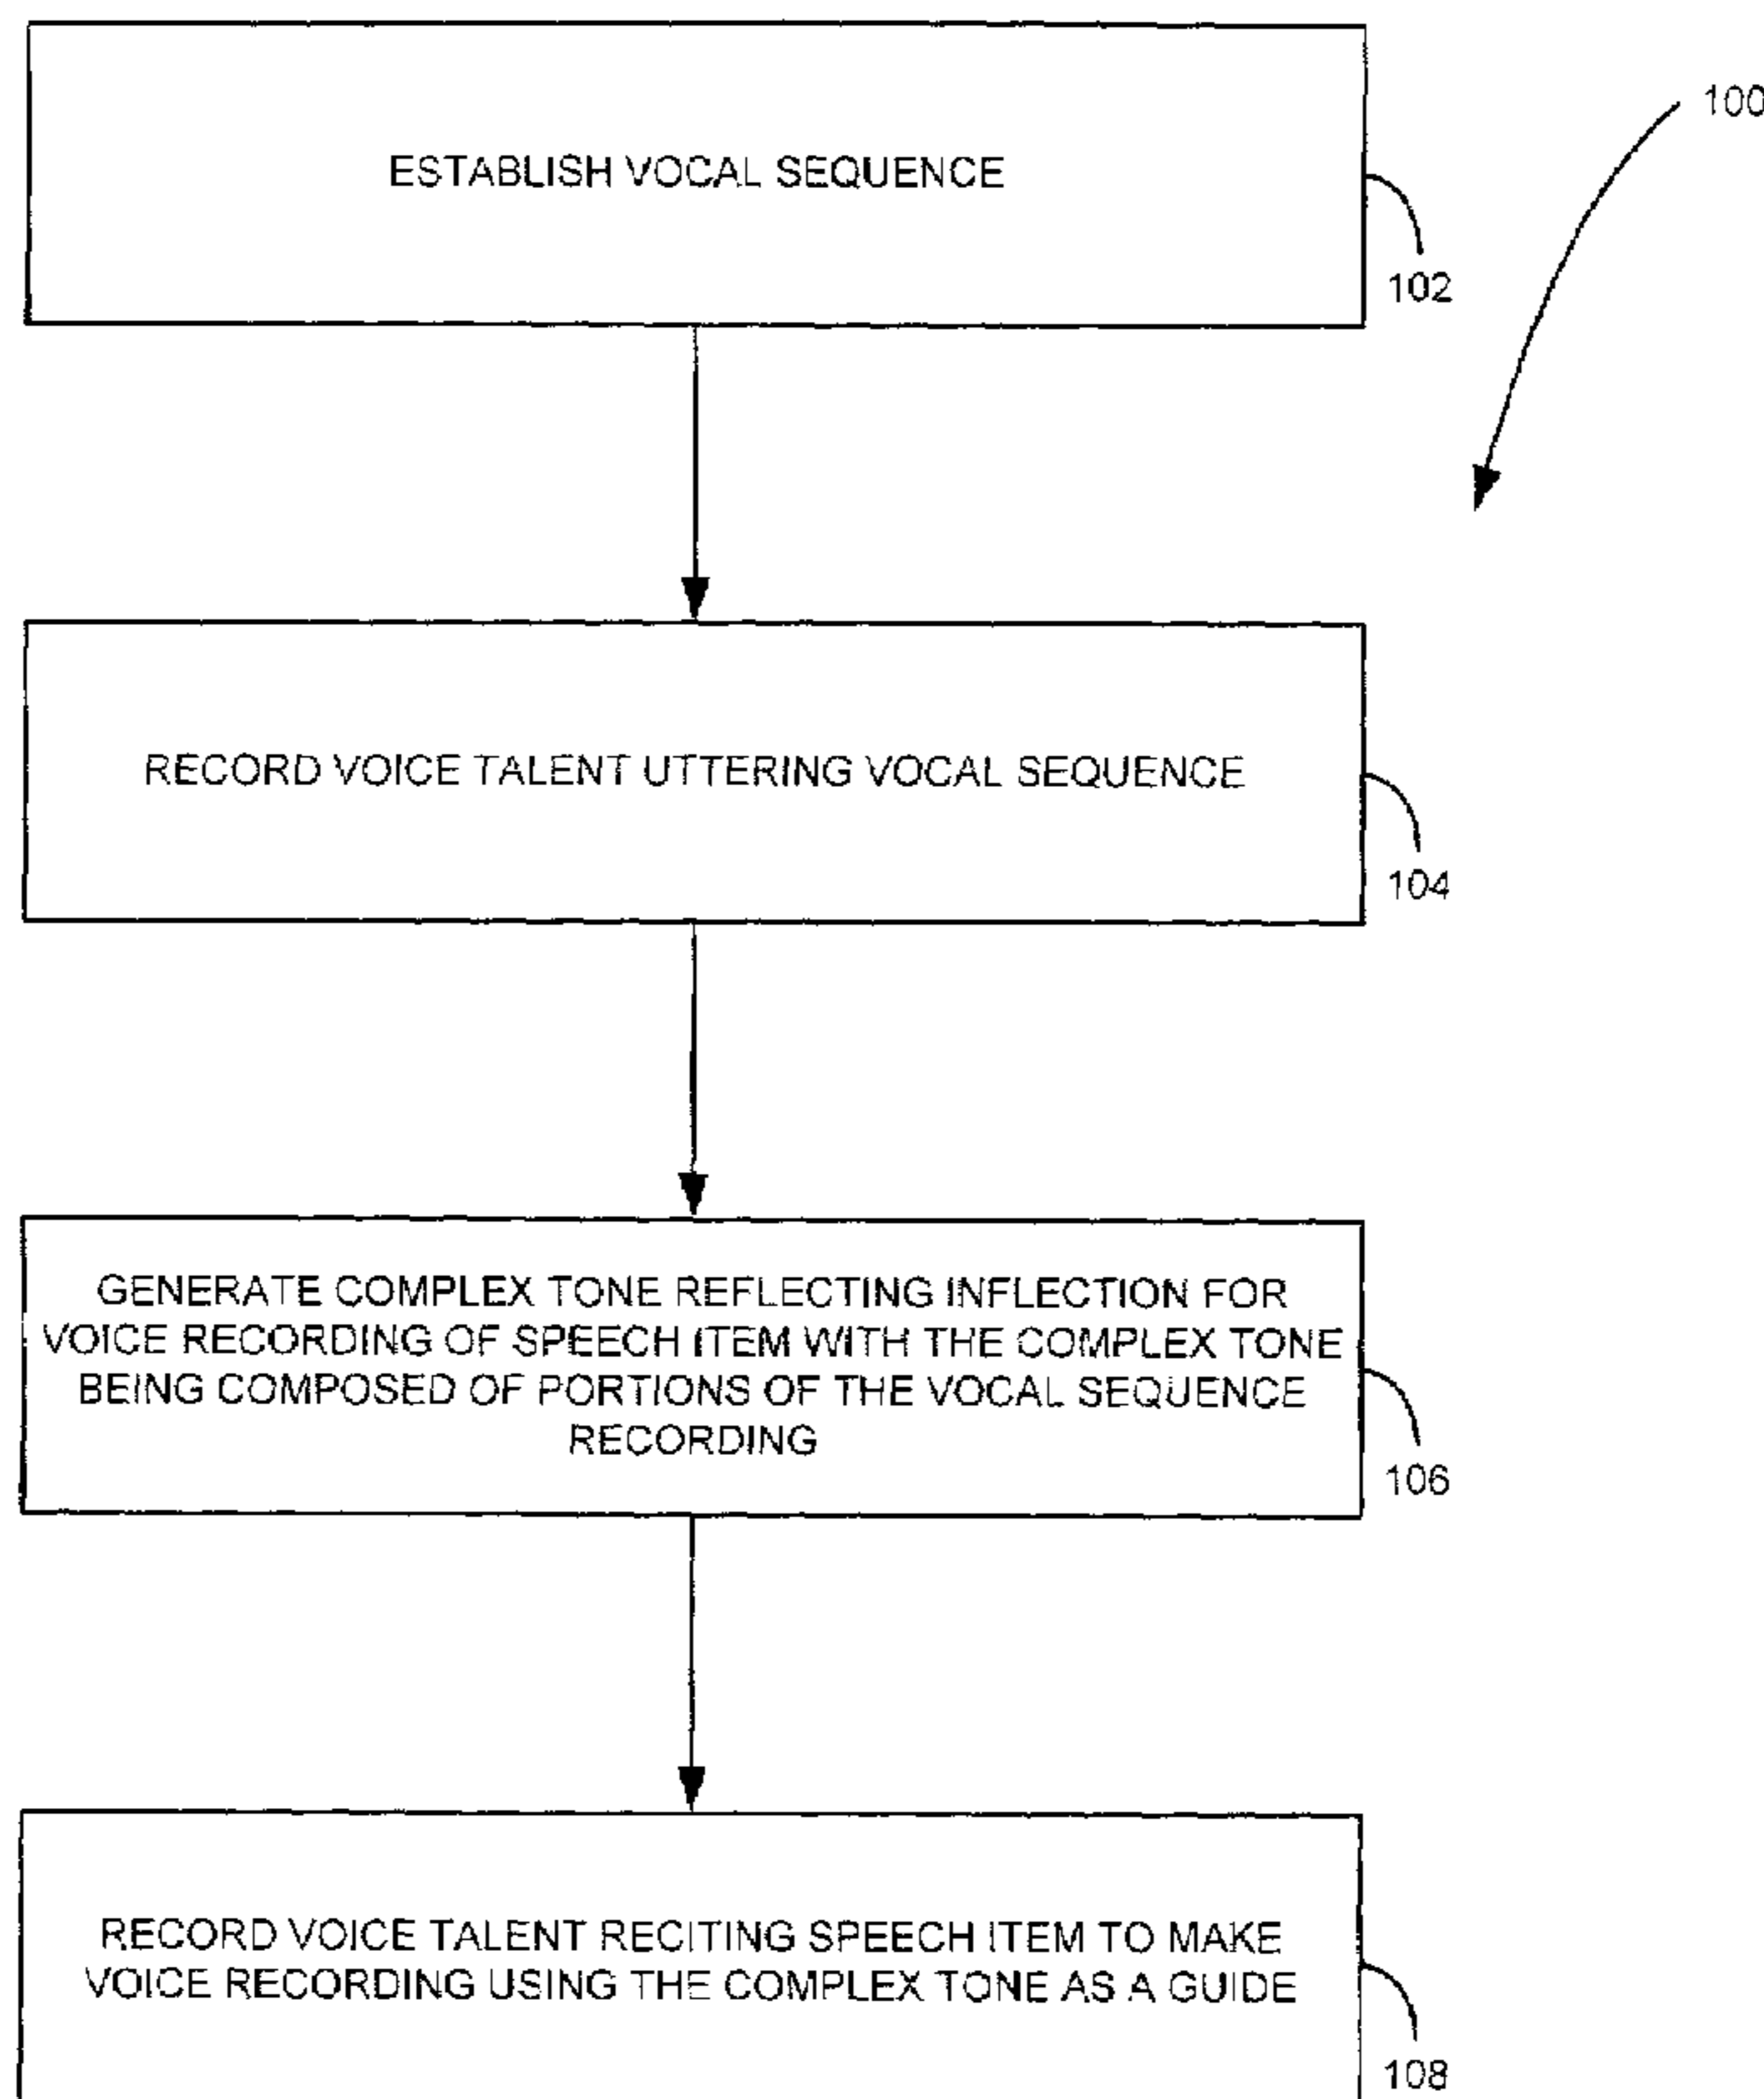 100
ESTABLISH VOCAL SEQUENCE
102
RECORD VOICE TALENT UTTERING VOCAL SEQUENCE
104
GENERATE COMPLEX TONE REFLECTING INFLECTION FOR
VOICE RECORDING OF SPEECH ITEM WITH THE COMPLEX TONE
BEING COMPOSED OF PORTIONS OF THE VOCAL SEQUENCE
RECORDING
106
RECORD VOICE TALENT RECITING SPEECH ITEM TO MAKE
VOICE RECORDING USING THE COMPLEX TONE AS A GUIDE
108